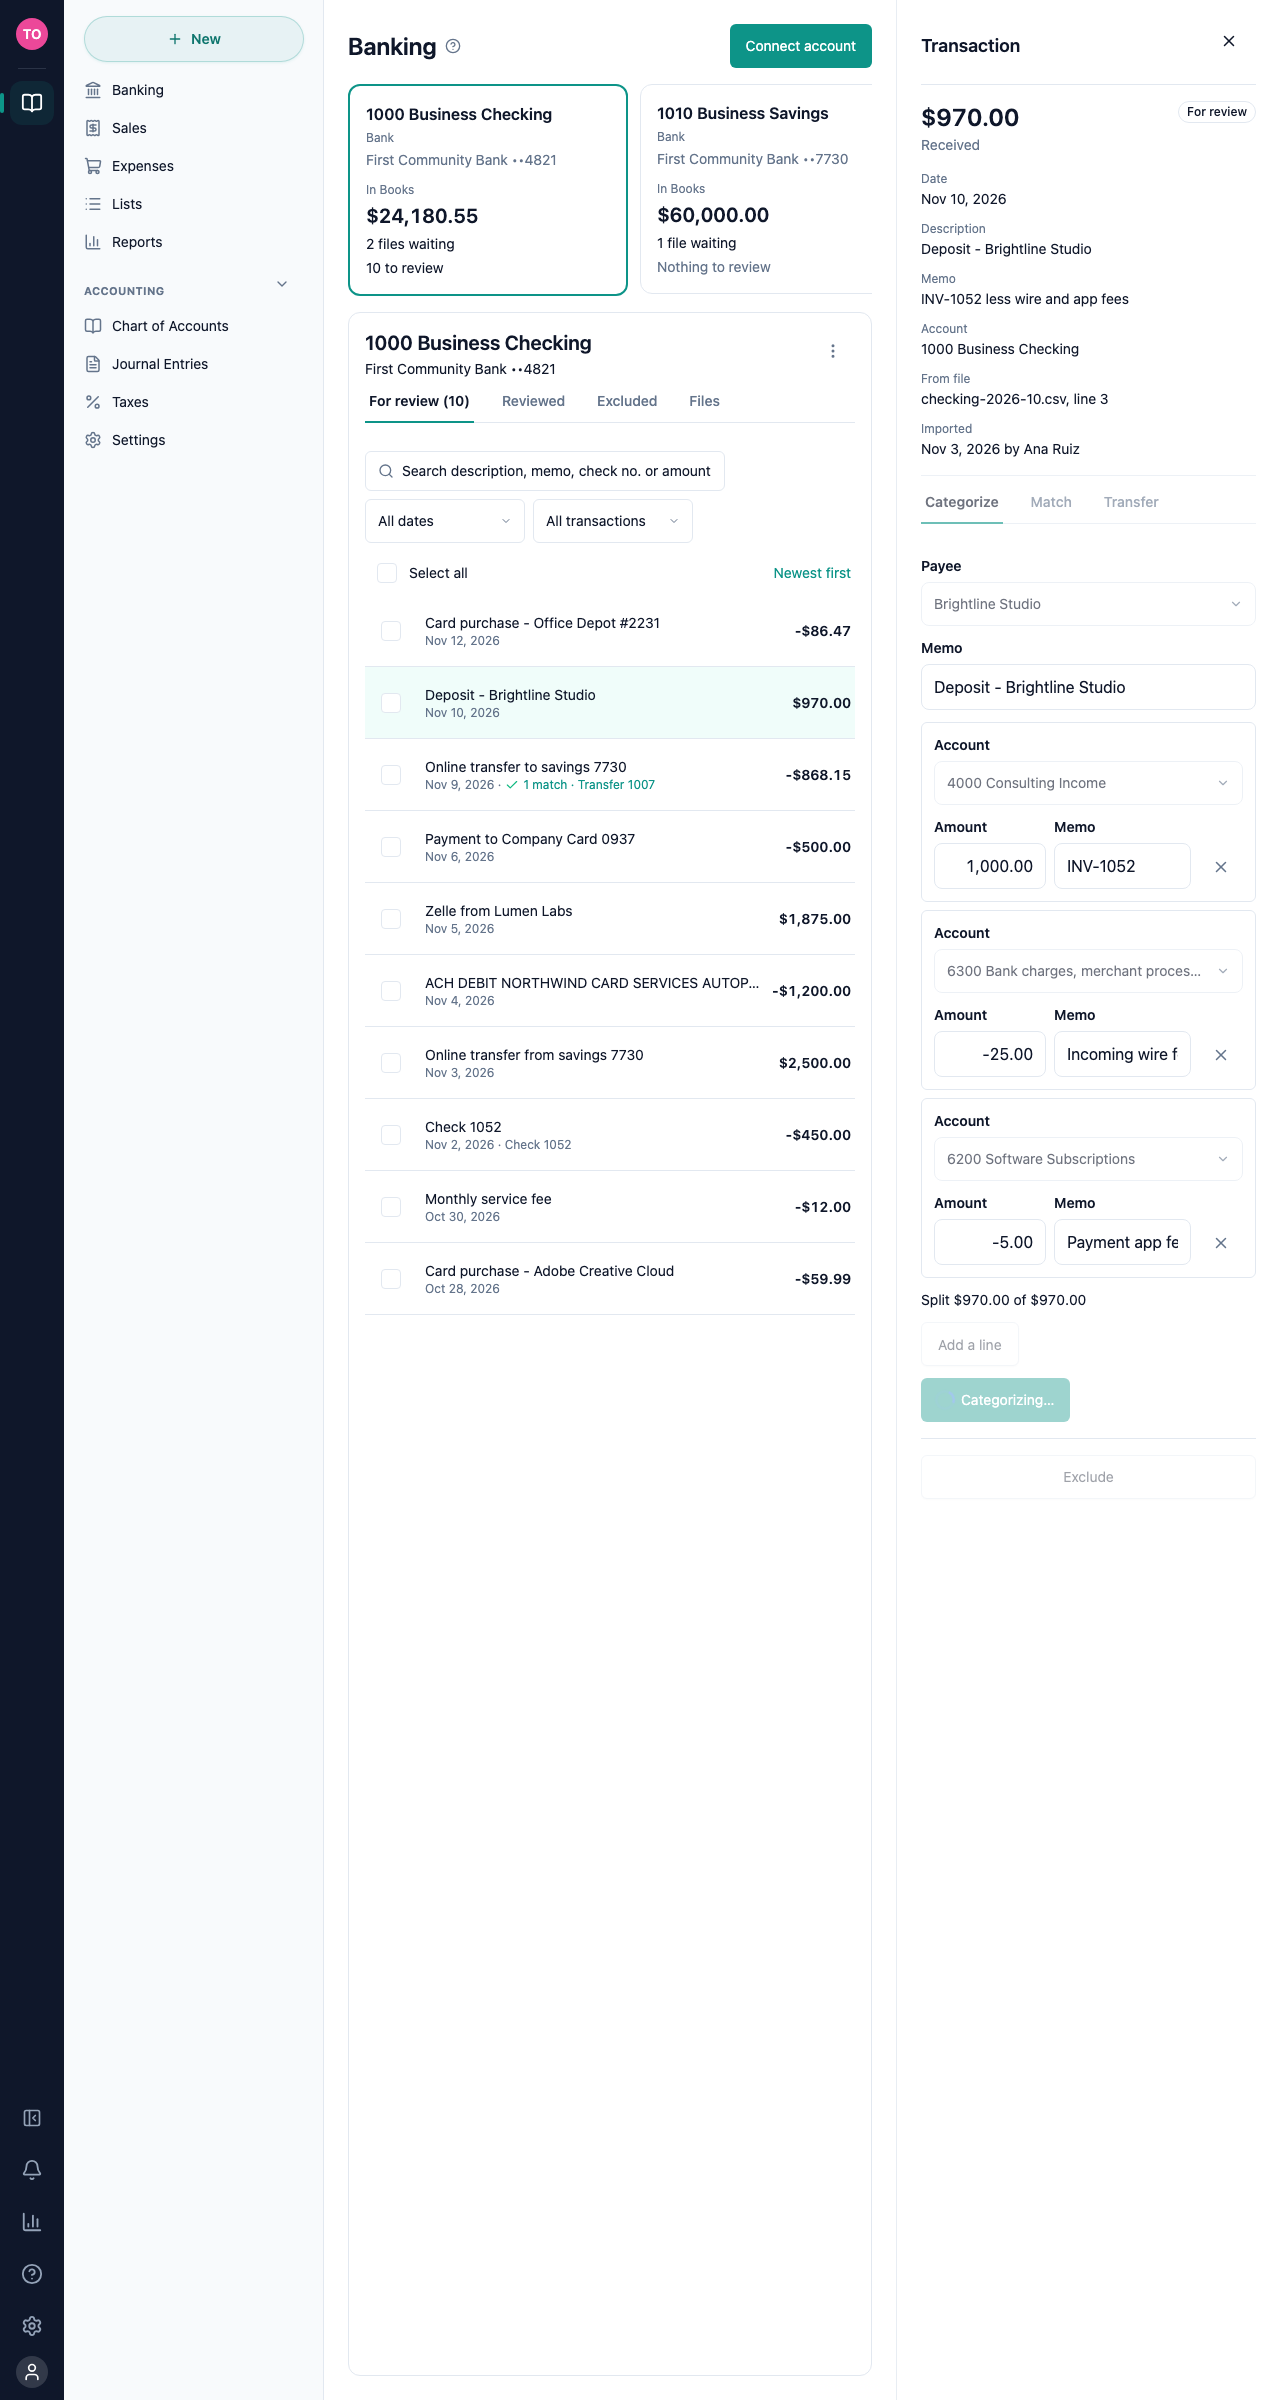 TO
New
Banking
Sales
Expenses
Lists
Reports
ACCOUNTING
Chart of Accounts
Journal Entries
Taxes
Settings
Banking
Connect account
1000 Business Checking
Bank
First Community Bank ••4821
In Books
$24,180.55
2 files waiting
10 to review
1010 Business Savings
Bank
First Community Bank ••7730
In Books
$60,000.00
1 file waiting
Nothing to review
1000 Business Checking
First Community Bank ••4821
For review (10) Reviewed Excluded Files
Search description, memo, check no. or amount
All dates All transactions
Select all Newest first
Card purchase - Office Depot #2231 -$86.47
Nov 12, 2026
Deposit - Brightline Studio $970.00
Nov 10, 2026
Online transfer to savings 7730 -$868.15
Nov 9, 2026 · 1 match · Transfer 1007
Payment to Company Card 0937 -$500.00
Nov 6, 2026
Zelle from Lumen Labs $1,875.00
Nov 5, 2026
ACH DEBIT NORTHWIND CARD SERVICES AUTOP... -$1,200.00
Nov 4, 2026
Online transfer from savings 7730 $2,500.00
Nov 3, 2026
Check 1052 -$450.00
Nov 2, 2026 · Check 1052
Monthly service fee -$12.00
Oct 30, 2026
Card purchase - Adobe Creative Cloud -$59.99
Oct 28, 2026
Transaction
$970.00 For review
Received
Date
Nov 10, 2026
Description
Deposit - Brightline Studio
Memo
INV-1052 less wire and app fees
Account
1000 Business Checking
From file
checking-2026-10.csv, line 3
Imported
Nov 3, 2026 by Ana Ruiz
Categorize Match Transfer
Payee
Brightline Studio
Memo
Deposit - Brightline Studio
Account
4000 Consulting Income
Amount Memo
1,000.00 INV-1052
Account
6300 Bank charges, merchant proces...
Amount Memo
-25.00 Incoming wire f
Account
6200 Software Subscriptions
Amount Memo
-5.00 Payment app fe
Split $970.00 of $970.00
Add a line
Categorizing...
Exclude